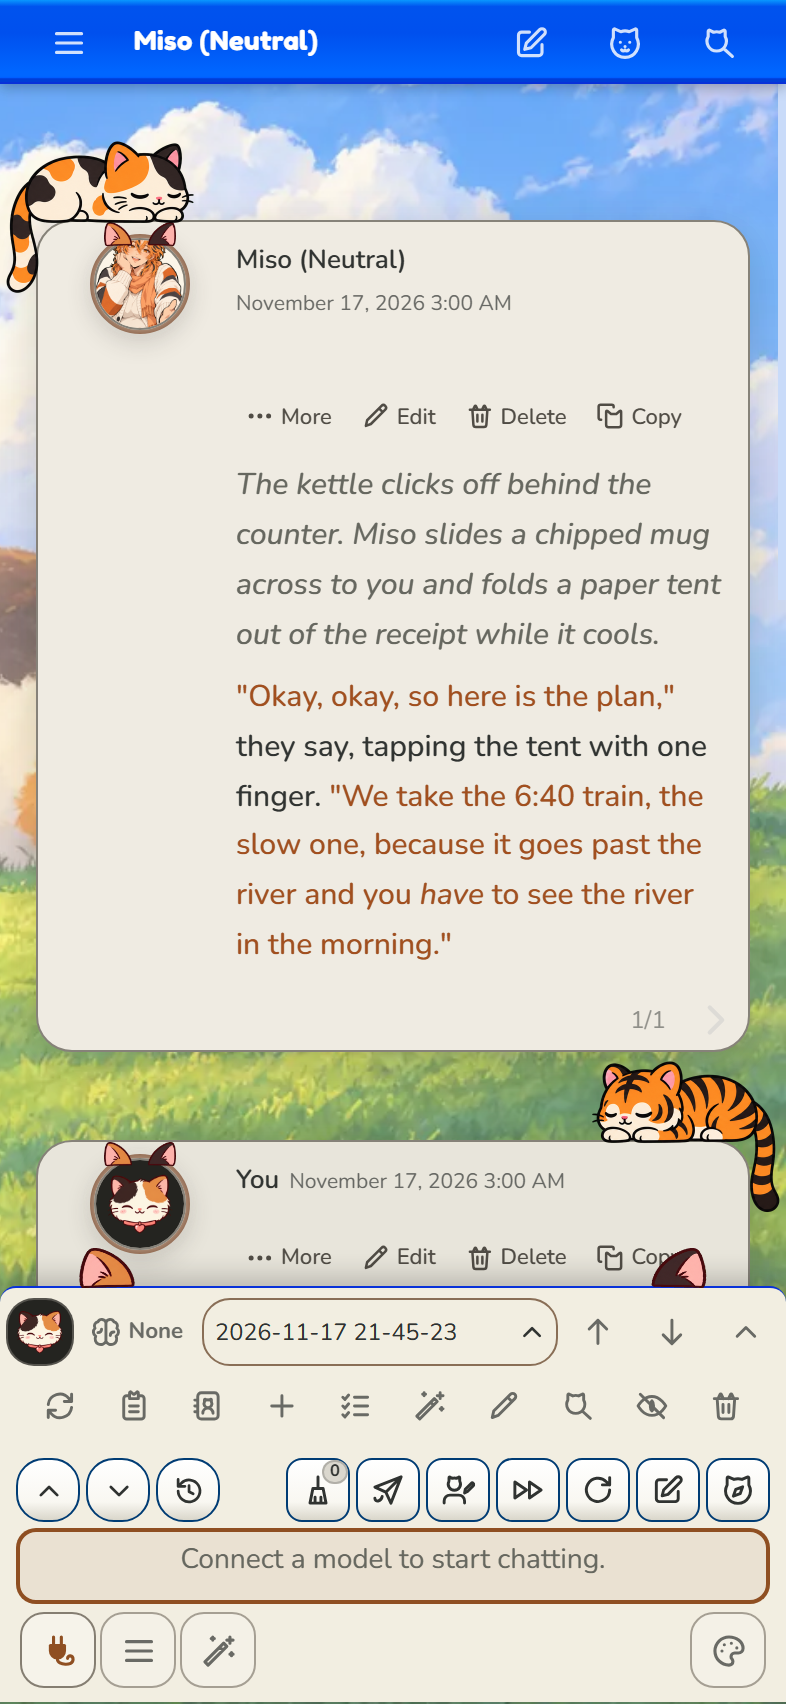 Miso (Neutral)
Miso (Neutral)
November 17, 2026 3:00 AM
More Edit Delete Copy
The kettle clicks off behind the
counter. Miso slides a chipped mug
across to you and folds a paper tent
out of the receipt while it cools.
"Okay, okay, so here is the plan,"
they say, tapping the tent with one
finger. "We take the 6:40 train, the
slow one, because it goes past the
river and you have to see the river
in the morning."
1/1
You November 17, 2026 3:00 AM
More Edit Delete Copy
None 2026-11-17 21-45-23
0
Connect a model to start chatting.